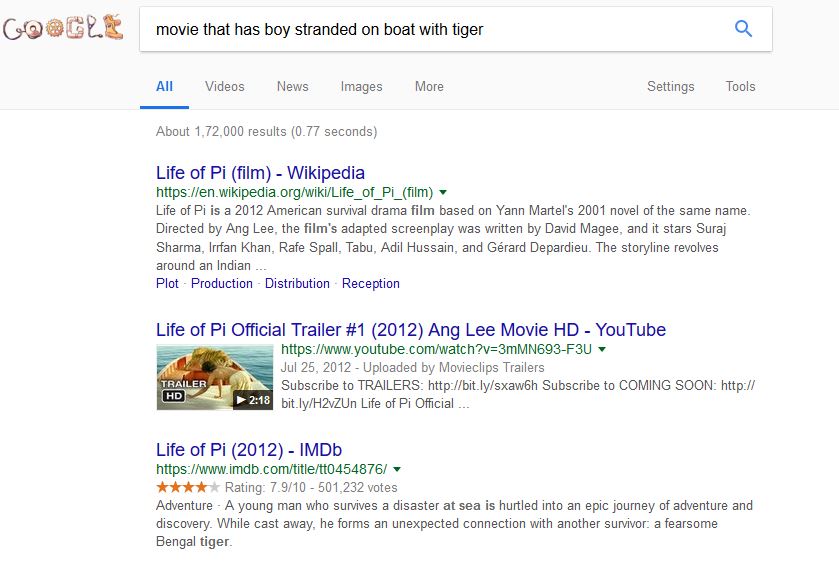 GOOGLE
movie that has boy stranded on boat with tiger
All Videos News Images More Settings Tools
About 1,72,000 results (0.77 seconds)
Life of Pi (film) - Wikipedia
https://en.wikipedia.org/wiki/Life_of_Pi_(film)
Life of Pi is a 2012 American survival drama film based on Yann Martel's 2001 novel of the same name.
Directed by Ang Lee, the film's adapted screenplay was written by David Magee, and it stars Suraj
Sharma, Irrfan Khan, Rafe Spall, Tabu, Adil Hussain, and Gérard Depardieu. The storyline revolves
around an Indian ...
Plot · Production · Distribution · Reception
Life of Pi Official Trailer #1 (2012) Ang Lee Movie HD - YouTube
https://www.youtube.com/watch?v=3mMN693-F3U
Jul 25, 2012 - Uploaded by Movieclips Trailers
Subscribe to TRAILERS: http://bit.ly/sxaw6h Subscribe to COMING SOON: http://
bit.ly/H2vZUn Life of Pi Official ...
TRAILER
HD
2:18
Life of Pi (2012) - IMDb
https://www.imdb.com/title/tt0454876/
Rating: 7.9/10 - 501,232 votes
Adventure · A young man who survives a disaster at sea is hurtled into an epic journey of adventure and
discovery. While cast away, he forms an unexpected connection with another survivor: a fearsome
Bengal tiger.